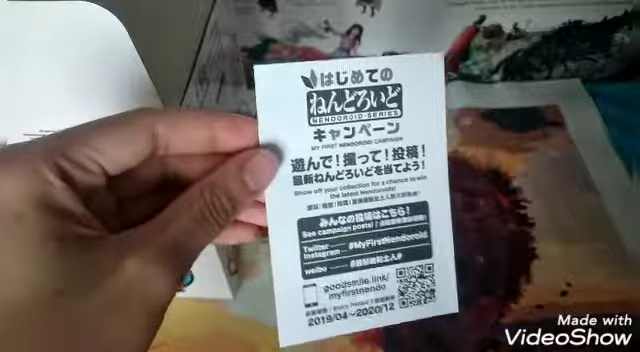 はじめての
ねんどろいど
NENDOROID SERIES
キャンペーン
MY FIRST NENDOROID CAMPAIGN
遊んで!撮って!投稿!
最新ねんどろいどを当てよう!
Show off your collection for a chance to win
the latest Nendoroids!
みんなの投稿はこちら!
See campaign posts!
Twitter
Instagram
#MyFirstNendoroid
weibo
goodsmile.link/
myfirstnendo
2019/04~2020/12
Made with
VideoShow